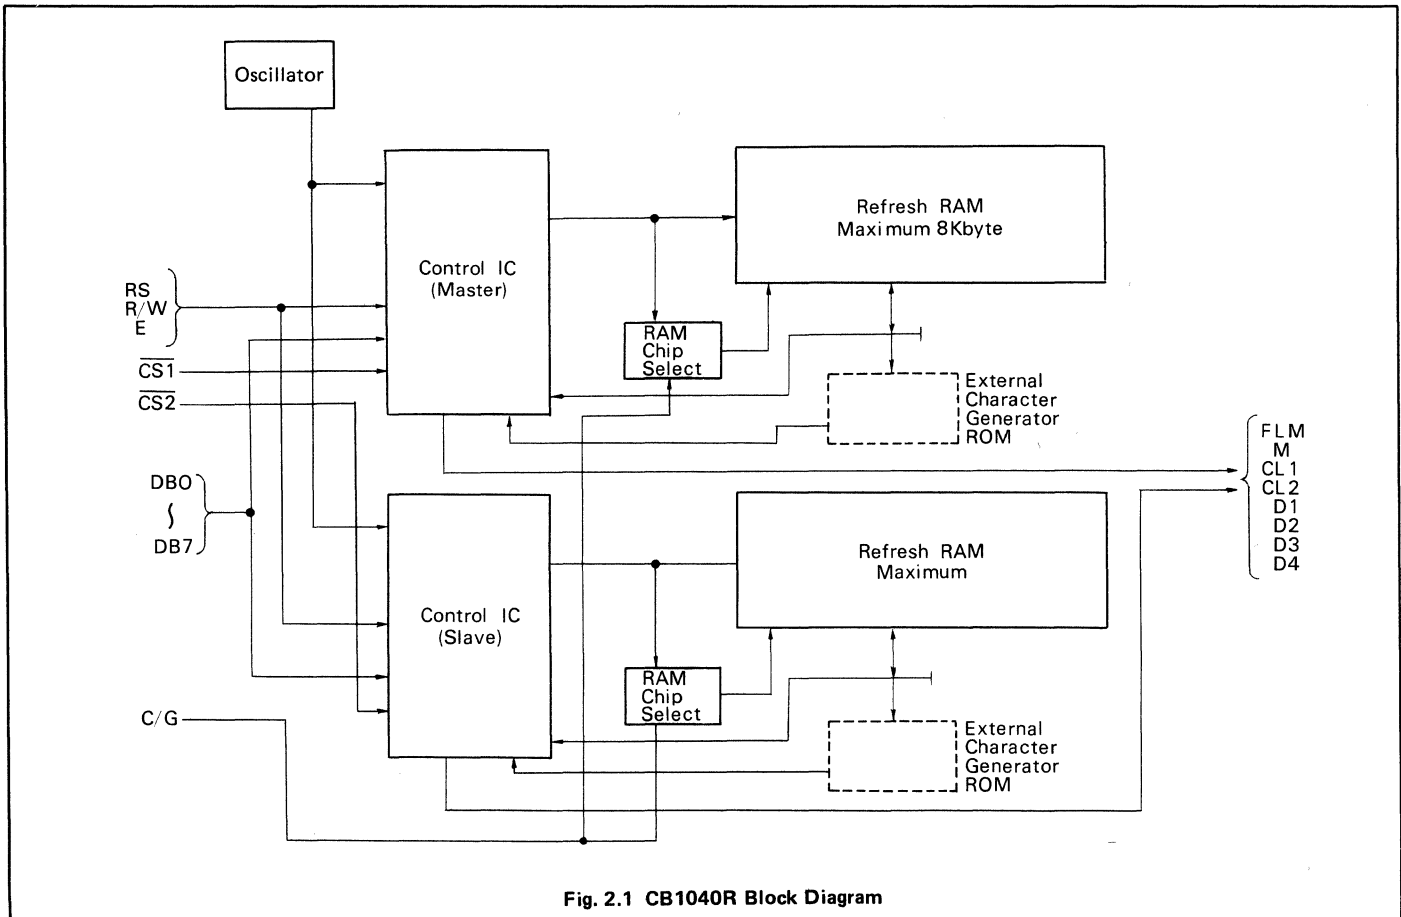 Oscillator
Control IC
(Master)
Refresh RAM
Maximum 8Kbyte
RS
R/W
E
CS1
CS2
RAM
Chip
Select
External
Character
Generator
ROM
FLM
M
CL1
CL2
D1
D2
D3
D4
DB0
∫
DB7
Control IC
(Slave)
Refresh RAM
Maximum
RAM
Chip
Select
C/G
External
Character
Generator
ROM
Fig. 2.1 CB1040R Block Diagram